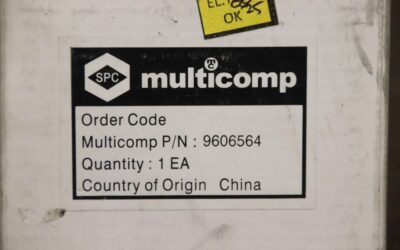 OK
SPC multicomp
Order Code
Multicomp P/N : 9606564
Quantity : 1 EA
Country of Origin China